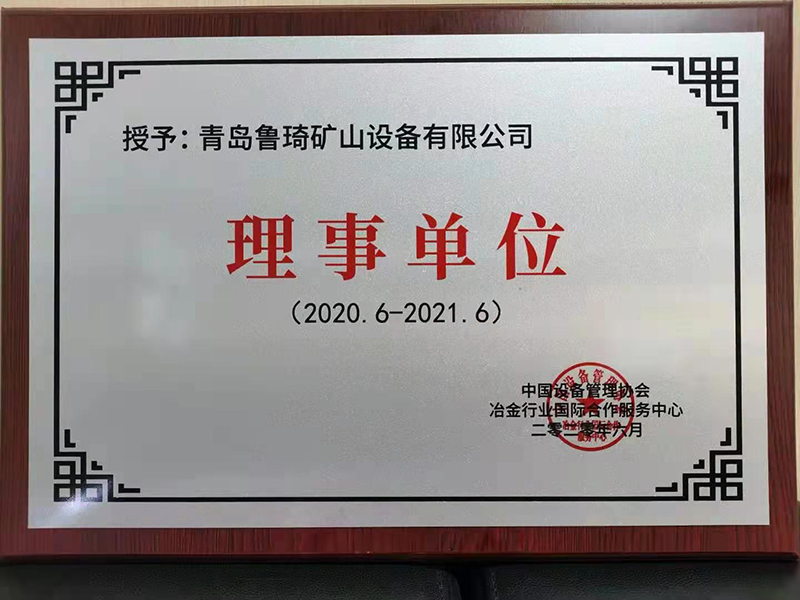 授予：青岛鲁琦矿山设备有限公司
理事单位
（2020.6-2021.6）
中国设备管理协会
冶金行业国际合作服务中心
二零二零年六月